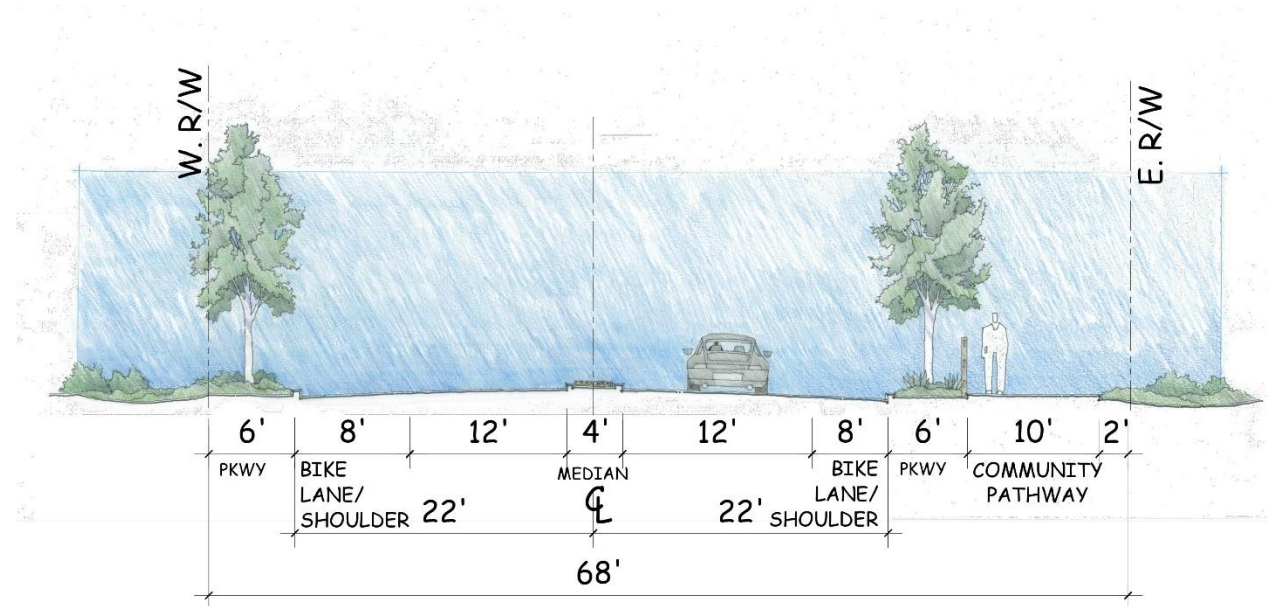 W. R/W
E. R/W
6' 8' 12' 4' 12' 8' 6' 10' 2'
PKWY
BIKE
LANE/
SHOULDER
MEDIAN
℄
BIKE
LANE/
SHOULDER
PKWY
COMMUNITY
PATHWAY
22' 22'
68'